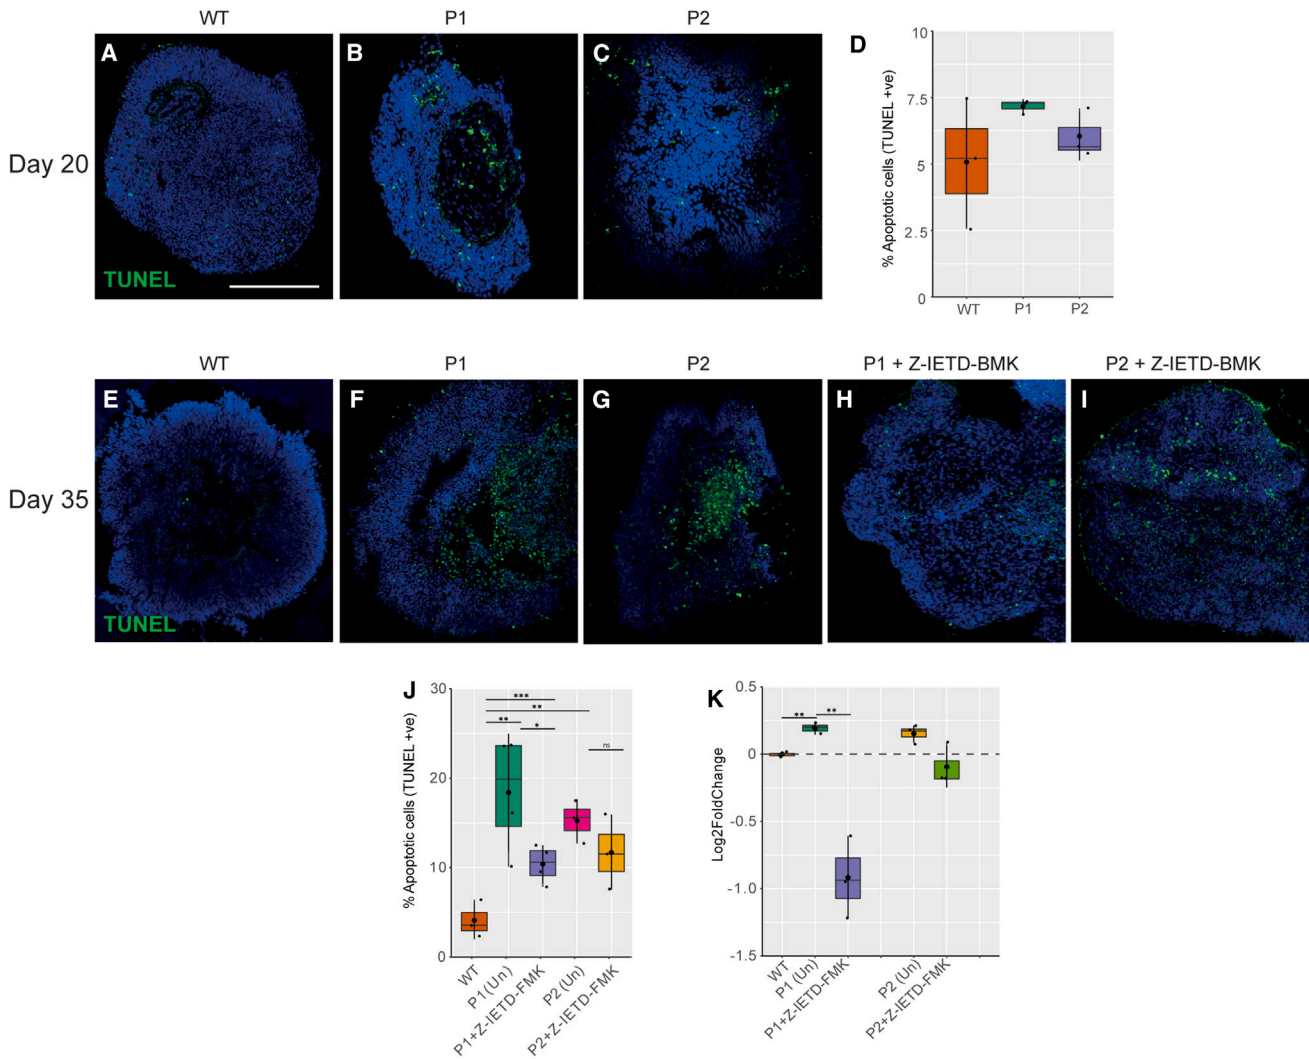 WT P1 P2
A B C D
Day 20
TUNEL
% Apoptotic cells (TUNEL +ve)
10
7.5
5
2.5
0
WT P1 P2
WT P1 P2 P1 + Z-IETD-BMK P2 + Z-IETD-BMK
E F G H I
Day 35
TUNEL
J
% Apoptotic cells (TUNEL +ve)
30
20
10
0
***
**
** *
ns
WT P1 (Un) P1+Z-IETD-FMK P2 (Un) P2+Z-IETD-FMK
K
Log2FoldChange
0.5
0
-0.5
-1.0
-1.5
** **
WT P1 (Un) P1+Z-IETD-FMK P2 (Un) P2+Z-IETD-FMK